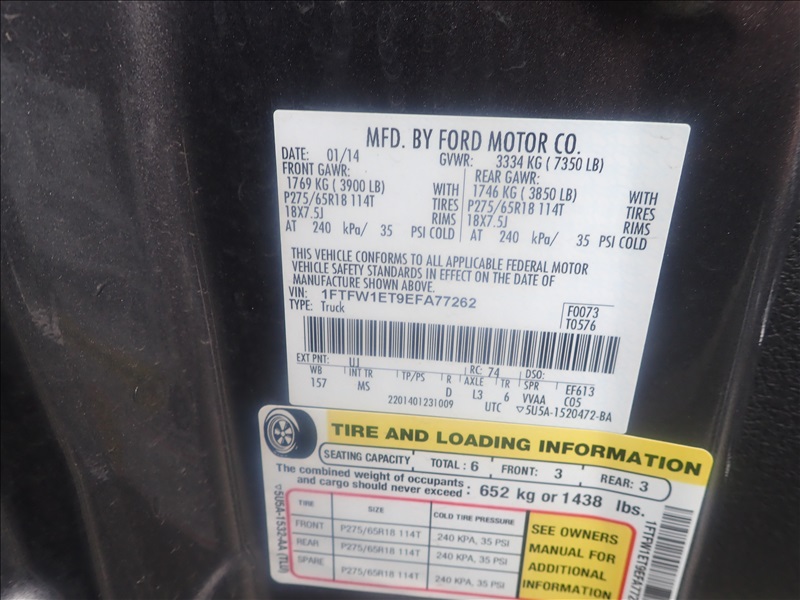 MFD. BY FORD MOTOR CO.
DATE: 01/14 GVWR: 3334 KG ( 7350 LB)
FRONT GAWR: REAR GAWR:
1769 KG ( 3900 LB) WITH 1746 KG ( 3850 LB) WITH
P275/65R18 114T TIRES P275/65R18 114T TIRES
18X7.5J RIMS 18X7.5J RIMS
AT 240 kPa/ 35 PSI COLD AT 240 kPa/ 35 PSI COLD
THIS VEHICLE CONFORMS TO ALL APPLICABLE FEDERAL MOTOR
VEHICLE SAFETY STANDARDS IN EFFECT ON THE DATE OF
MANUFACTURE SHOWN ABOVE.
VIN: 1FTFW1ET9EFA77262
TYPE: Truck
F0073
T0576
EXT PNT: UJ RC: 74 DSO:
WB INT TR TP/PS R AXLE TR SPR EF613
157 MS D L3 6 VVAA C05
2201401231009 UTC ▽5U5A-1520472-BA
TIRE AND LOADING INFORMATION
SEATING CAPACITY TOTAL : 6 FRONT: 3 REAR: 3
The combined weight of occupants
and cargo should never exceed : 652 kg or 1438 lbs.
TIRE SIZE COLD TIRE PRESSURE
FRONT P275/65R18 114T 240 KPA, 35 PSI
REAR P275/65R18 114T 240 KPA, 35 PSI
SPARE P275/65R18 114T 240 KPA, 35 PSI
SEE OWNERS
MANUAL FOR
ADDITIONAL
INFORMATION
▽5U5A-1532-AA (TLU)
1FTFW1ET9EFA772